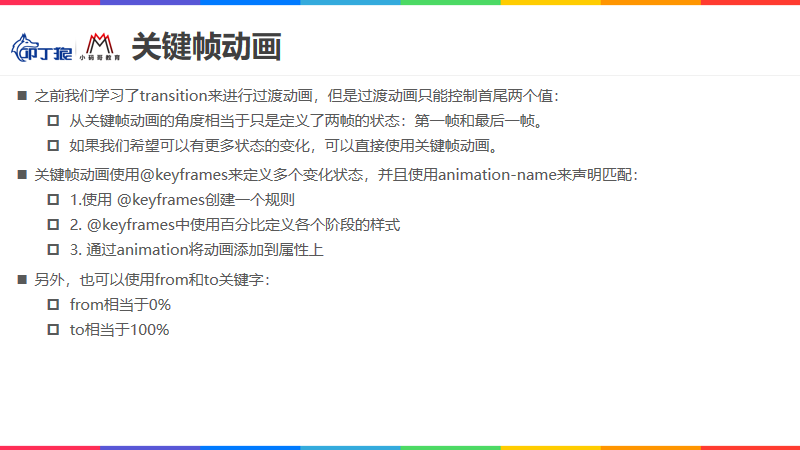 叩丁狼
小码哥教育
关键帧动画
之前我们学习了transition来进行过渡动画，但是过渡动画只能控制首尾两个值：
从关键帧动画的角度相当于只是定义了两帧的状态：第一帧和最后一帧。
如果我们希望可以有更多状态的变化，可以直接使用关键帧动画。
关键帧动画使用@keyframes来定义多个变化状态，并且使用animation-name来声明匹配：
1.使用 @keyframes创建一个规则
2. @keyframes中使用百分比定义各个阶段的样式
3. 通过animation将动画添加到属性上
另外，也可以使用from和to关键字：
from相当于0%
to相当于100%